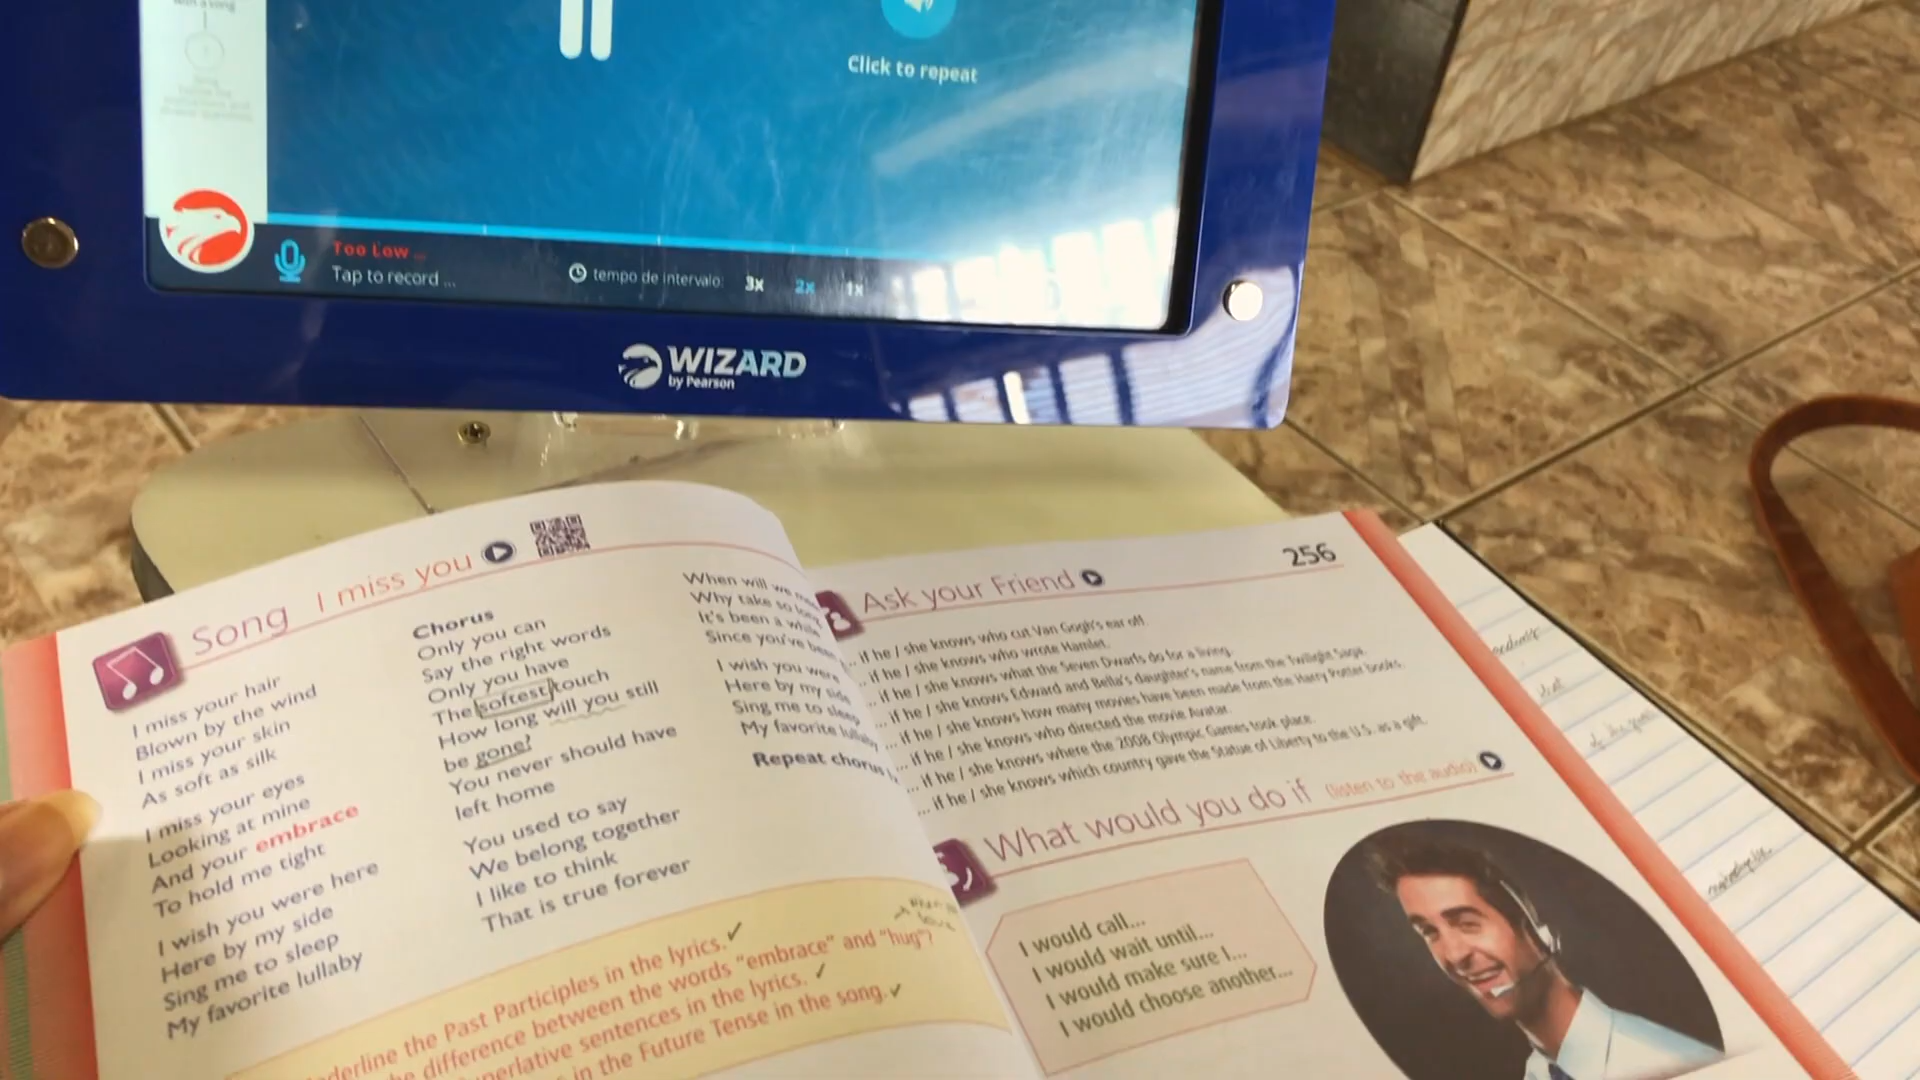 with a song
Click to repeat
Too Low ...
Tap to record ...
tempo de intervalo: 3x 2x 1x
WIZARD
by Pearson
Song I miss you
I miss your hair
Blown by the wind
I miss your skin
As soft as silk
I miss your eyes
Looking at mine
And your embrace
To hold me tight
I wish you were here
Here by my side
Sing me to sleep
My favorite lullaby
Chorus
Only you can
Say the right words
Only you have
The softest touch
How long will you still
be gone?
You never should have
left home
You used to say
We belong together
I like to think
That is true forever
When will we
Why take so long
It's been a while
Since you've been
I wish you were
Here by my side
Sing me to sleep
My favorite lullaby
Repeat chorus
derline the Past Participles in the lyrics. ✓
difference between the words "embrace" and "hug"?
perlative sentences in the lyrics. ✓
in the Future Tense in the song. ✓
256
Ask your Friend
... if he / she knows who cut Van Gogh's ear off.
... if he / she knows who wrote Hamlet.
... if he / she knows what the Seven Dwarfs do for a living.
... if he / she knows Edward and Bella's daughter's name from the Twilight Saga.
... if he / she knows how many movies have been made from the Harry Potter books.
... if he / she knows who directed the movie Avatar.
... if he / she knows where the 2008 Olympic Games took place.
... if he / she knows which country gave the Statue of Liberty to the U.S. as a gift.
What would you do if (listen to the audio)
I would call...
I would wait until...
I would make sure I...
I would choose another...